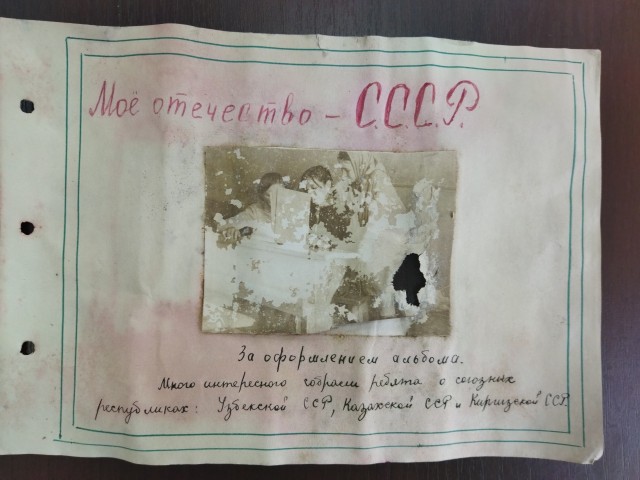 Моё отечество – С.С.С.Р.
За оформлением альбома.
Много интересного собрали ребята о союзных
республиках: Узбекской ССР, Казахской ССР и Киргизской ССР.